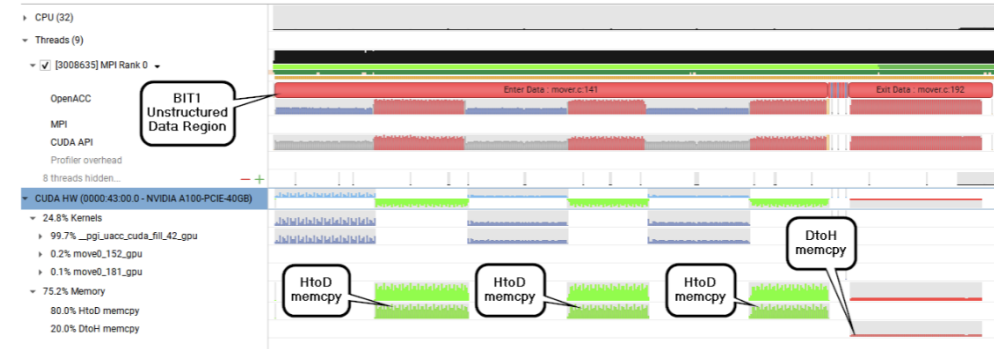 CPU (32)
Threads (9)
[3008635] MPI Rank 0
OpenACC
Enter Data : mover.c:141
Exit Data : mover.c:192
BIT1
Unstructured
Data Region
MPI
CUDA API
Profiler overhead
8 threads hidden...
CUDA HW (0000:43:00.0 - NVIDIA A100-PCIE-40GB)
24.8% Kernels
99.7% __pgi_uacc_cuda_fill_42_gpu
0.2% move0_152_gpu
0.1% move0_181_gpu
75.2% Memory
80.0% HtoD memcpy
20.0% DtoH memcpy
HtoD
memcpy
HtoD
memcpy
HtoD
memcpy
DtoH
memcpy